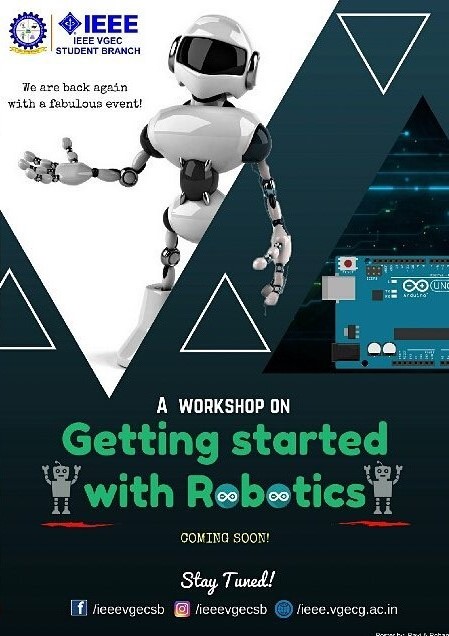 IEEE
IEEE VGEC
STUDENT BRANCH
We are back again
with a fabulous event!
UNO
Arduino
A WORKSHOP ON
Getting started
with Robotics
COMING SOON!
Stay Tuned!
/ieeevgecsb /ieeevgecsb /ieee.vgecg.ac.in